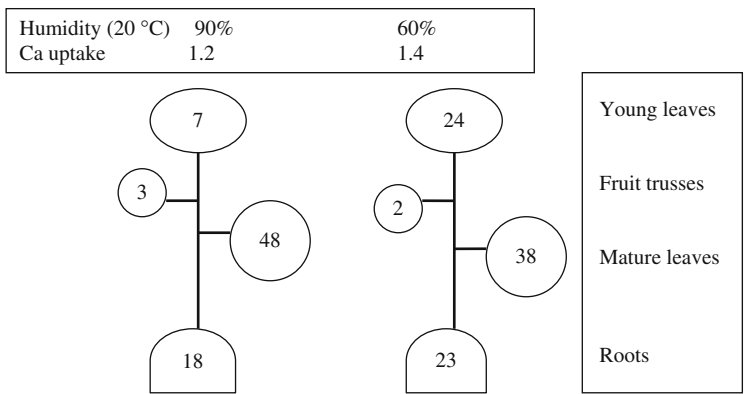 Humidity (20 °C) 90% 60%
Ca uptake 1.2 1.4
7 24 Young leaves
3 2 Fruit trusses
48 38 Mature leaves
18 23 Roots